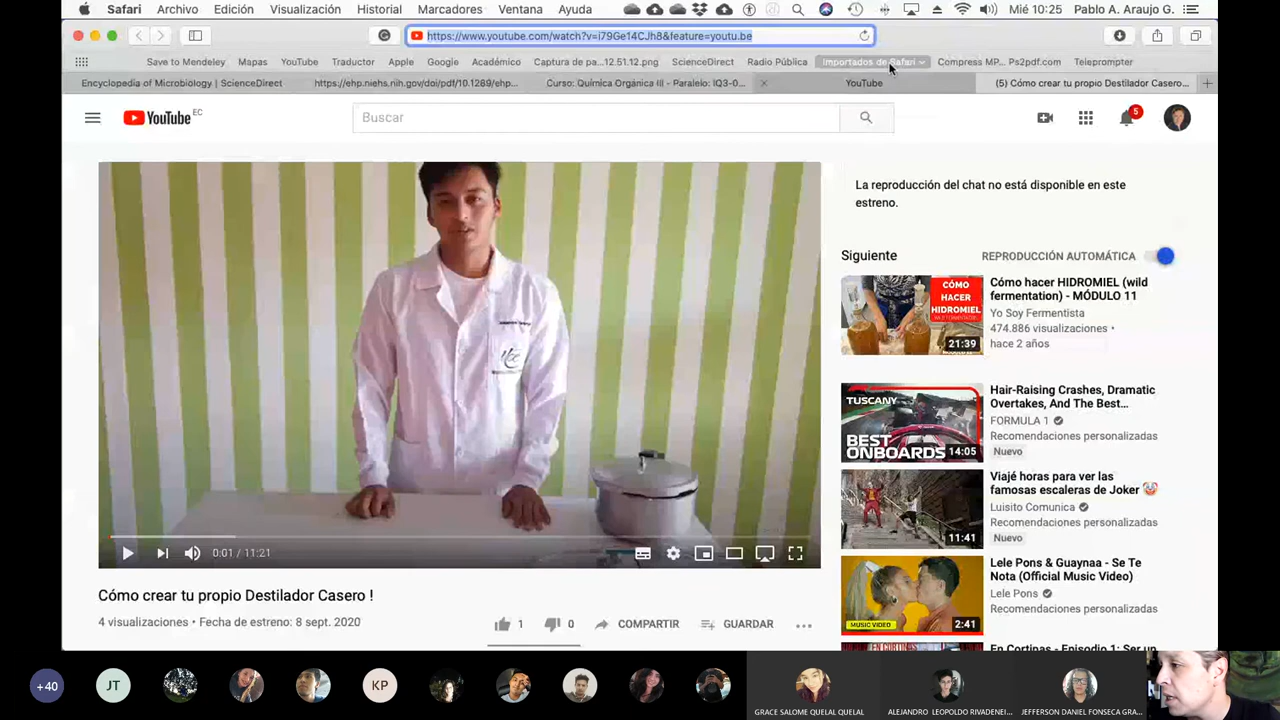 Safari Archivo Edición Visualización Historial Marcadores Ventana Ayuda Mié 10:25 Pablo A. Araujo G.
https://www.youtube.com/watch?v=i79Ge14CJh8&feature=youtu.be
Save to Mendeley Mapas YouTube Traductor Apple Google Académico Captura de pa...12.51.12.png ScienceDirect Radio Pública Importados de Safari Compress MP... Ps2pdf.com Teleprompter
Encyclopedia of Microbiology | ScienceDirect https://ehp.niehs.nih.gov/doi/pdf/10.1289/ehp... Curso: Química Orgánica III - Paralelo: IQ3-0... YouTube (5) Cómo crear tu propio Destilador Casero...
YouTube EC
Buscar
5
La reproducción del chat no está disponible en este
estreno.
Siguiente
REPRODUCCIÓN AUTOMÁTICA
CÓMO
HACER
HIDROMIEL
21:39
Cómo hacer HIDROMIEL (wild
fermentation) - MÓDULO 11
Yo Soy Fermentista
474.886 visualizaciones •
hace 2 años
TUSCANY
BEST
ONBOARDS
14:05
Hair-Raising Crashes, Dramatic
Overtakes, And The Best...
FORMULA 1
Recomendaciones personalizadas
Nuevo
11:41
Viajé horas para ver las
famosas escaleras de Joker
Luisito Comunica
Recomendaciones personalizadas
Nuevo
MUSIC VIDEO
2:41
Lele Pons & Guaynaa - Se Te
Nota (Official Music Video)
Lele Pons
Recomendaciones personalizadas
En Cortinas - Episodio 1: Ser un
0:01 / 11:21
Cómo crear tu propio Destilador Casero !
4 visualizaciones • Fecha de estreno: 8 sept. 2020
1 0 COMPARTIR GUARDAR
+40 JT KP
GRACE SALOME QUELAL QUELAL
ALEJANDRO LEOPOLDO RIVADENEI...
JEFFERSON DANIEL FONSECA GRA...